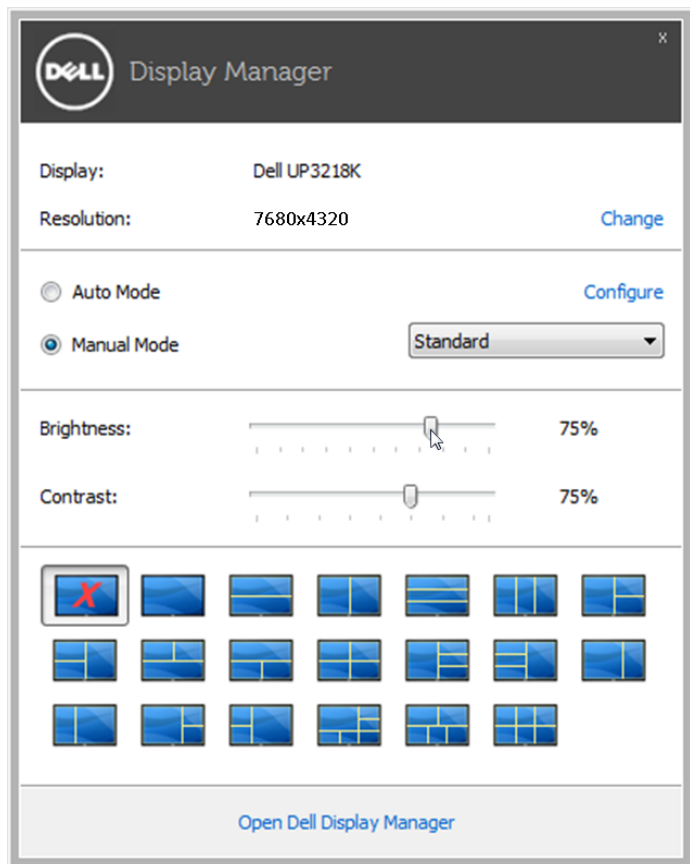 DELL Display Manager x
Display: Dell UP3218K
Resolution: 7680x4320 Change
Auto Mode Configure
Manual Mode Standard
Brightness: 75%
Contrast: 75%
X
Open Dell Display Manager